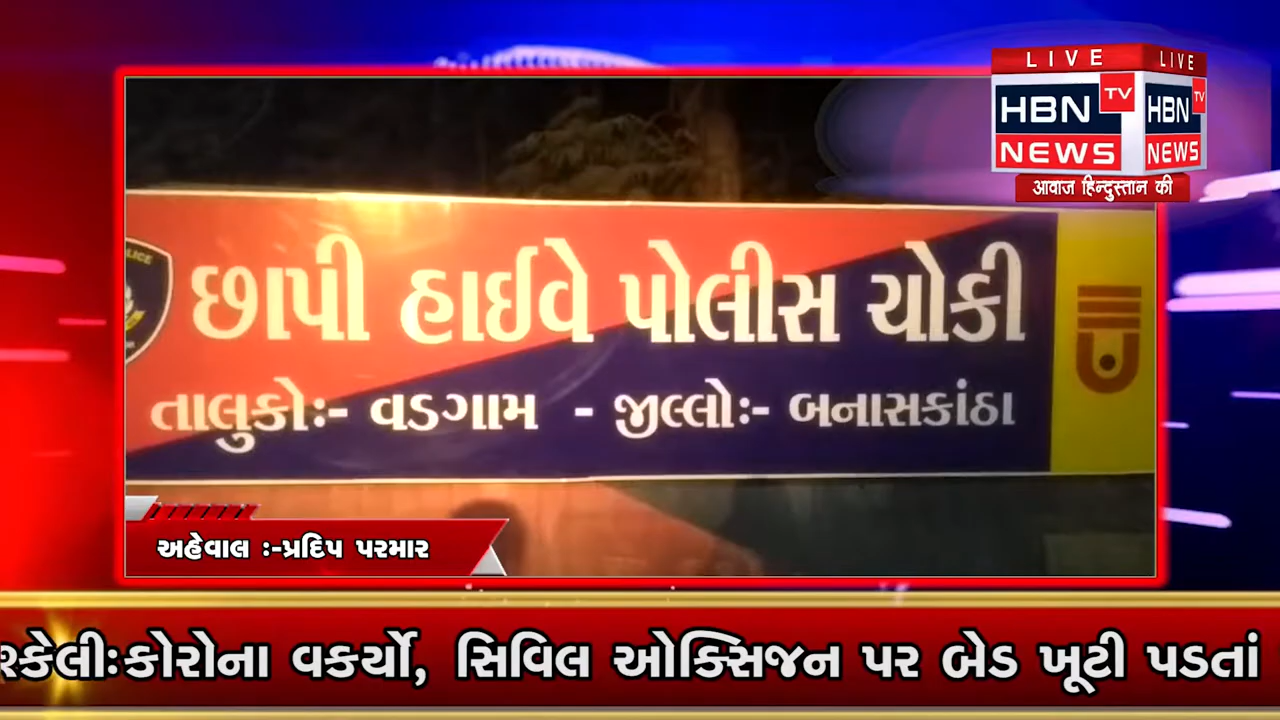 LIVE LIVE
HBN TV HBN TV
NEWS NEWS
आवाज हिन्दुस्तान की
છાપી હાઈવે પોલીસ ચોકી
તાલુકોઃ- વડગામ - જીલ્લોઃ- બનાસકાંઠા
અહેવાલ :-પ્રદિપ પરમાર
કોરોના વકર્યો, સિવિલ ઓક્સિજન પર બેડ ખૂટી પડતાં